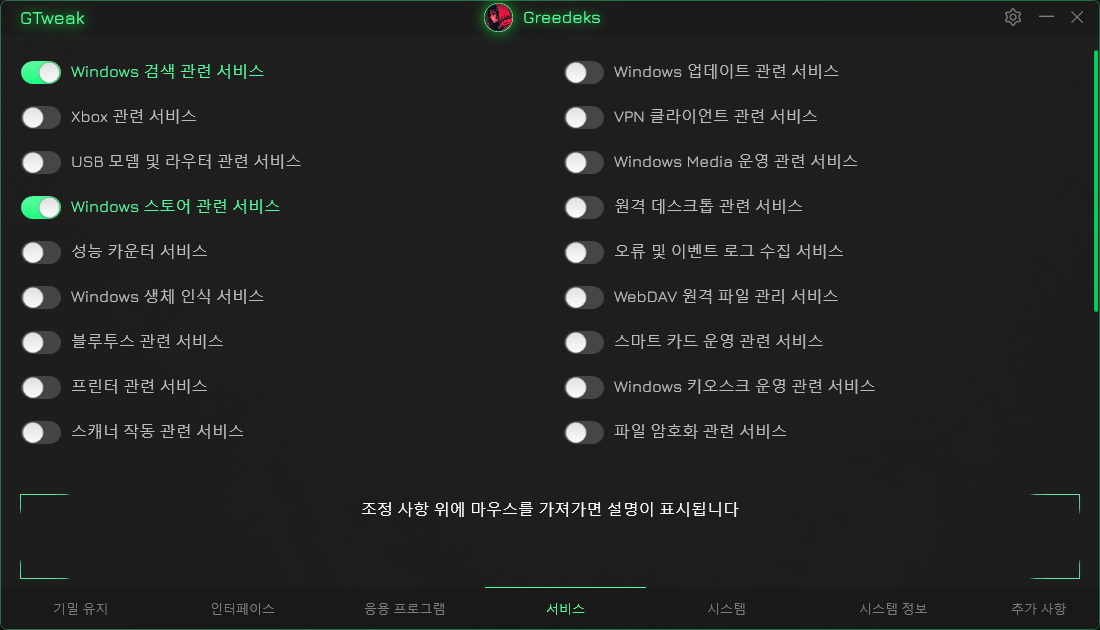 GTweak
Greedeks
Windows 검색 관련 서비스
Windows 업데이트 관련 서비스
Xbox 관련 서비스
VPN 클라이언트 관련 서비스
USB 모뎀 및 라우터 관련 서비스
Windows Media 운영 관련 서비스
Windows 스토어 관련 서비스
원격 데스크톱 관련 서비스
성능 카운터 서비스
오류 및 이벤트 로그 수집 서비스
Windows 생체 인식 서비스
WebDAV 원격 파일 관리 서비스
블루투스 관련 서비스
스마트 카드 운영 관련 서비스
프린터 관련 서비스
Windows 키오스크 운영 관련 서비스
스캐너 작동 관련 서비스
파일 암호화 관련 서비스
조정 사항 위에 마우스를 가져가면 설명이 표시됩니다
기밀 유지
인터페이스
응용 프로그램
서비스
시스템
시스템 정보
추가 사항